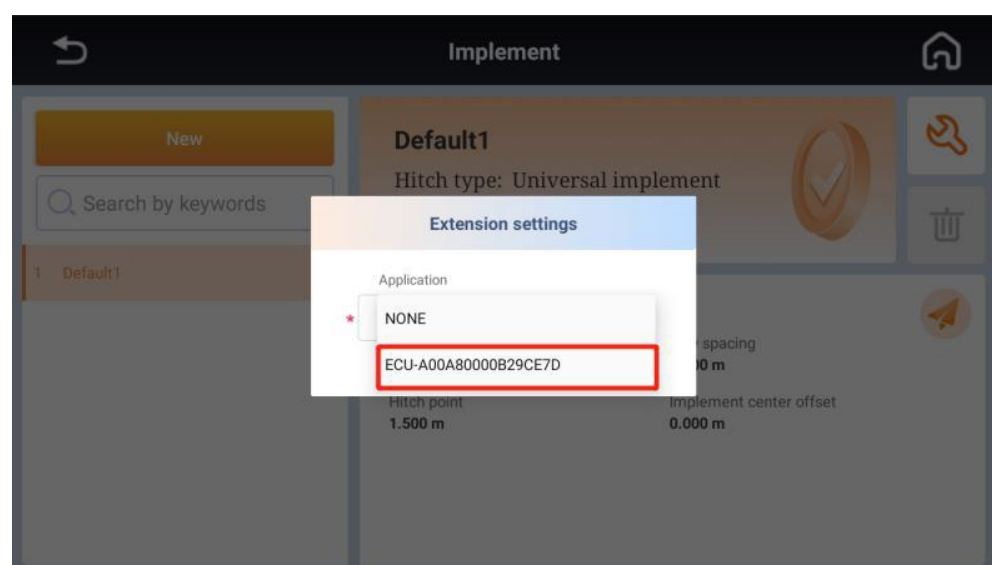 Implement
New
Search by keywords
1 Default1
Default1
Hitch type: Universal implement
Extension settings
Application
*
NONE
ECU-A00A80000B29CE7D
spacing
m
Hitch point
1.500 m
Implement center offset
0.000 m